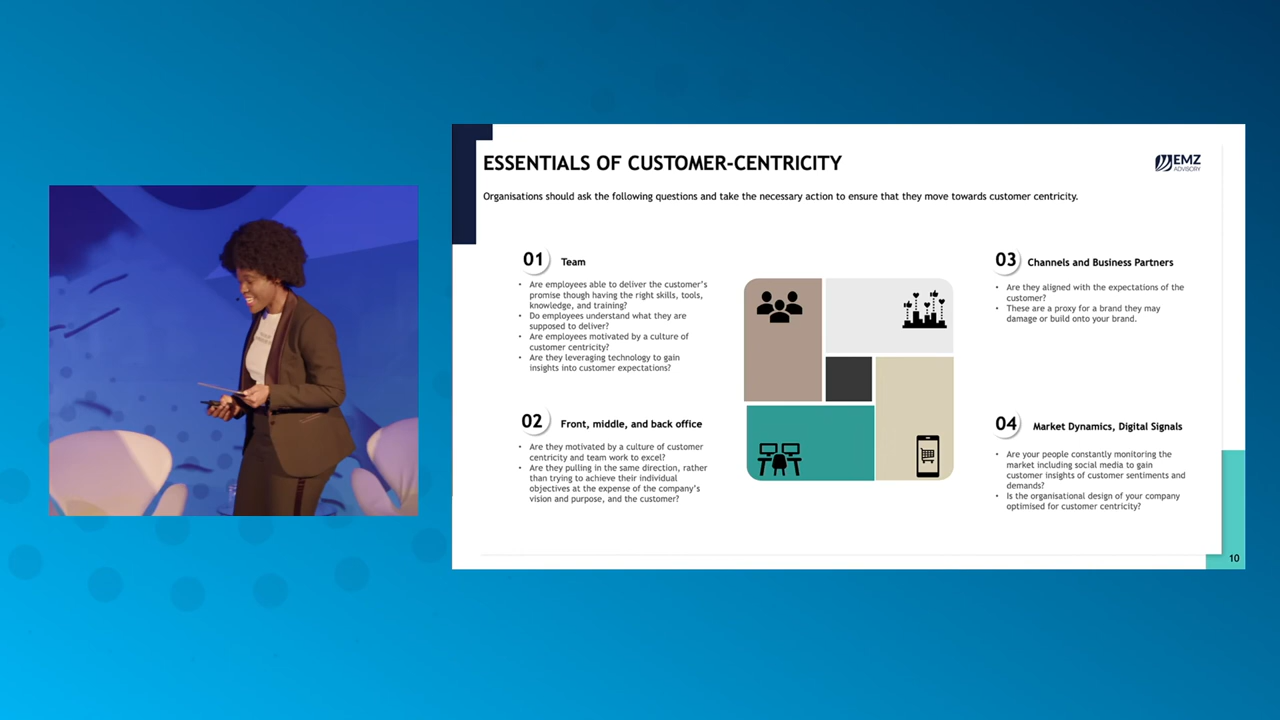 ESSENTIALS OF CUSTOMER-CENTRICITY
EMZ
ADVISORY
Organisations should ask the following questions and take the necessary action to ensure that they move towards customer centricity.
01 Team
• Are employees able to deliver the customer's
promise though having the right skills, tools,
knowledge, and training?
• Do employees understand what they are
supposed to deliver?
• Are employees motivated by a culture of
customer centricity?
• Are they leveraging technology to gain
insights into customer expectations?
02 Front, middle, and back office
• Are they motivated by a culture of customer
centricity and team work to excel?
• Are they pulling in the same direction, rather
than trying to achieve their individual
objectives at the expense of the company's
vision and purpose, and the customer?
03 Channels and Business Partners
• Are they aligned with the expectations of the
customer?
• These are a proxy for a brand they may
damage or build onto your brand.
04 Market Dynamics, Digital Signals
• Are your people constantly monitoring the
market including social media to gain
customer insights of customer sentiments and
demands?
• Is the organisational design of your company
optimised for customer centricity?
10